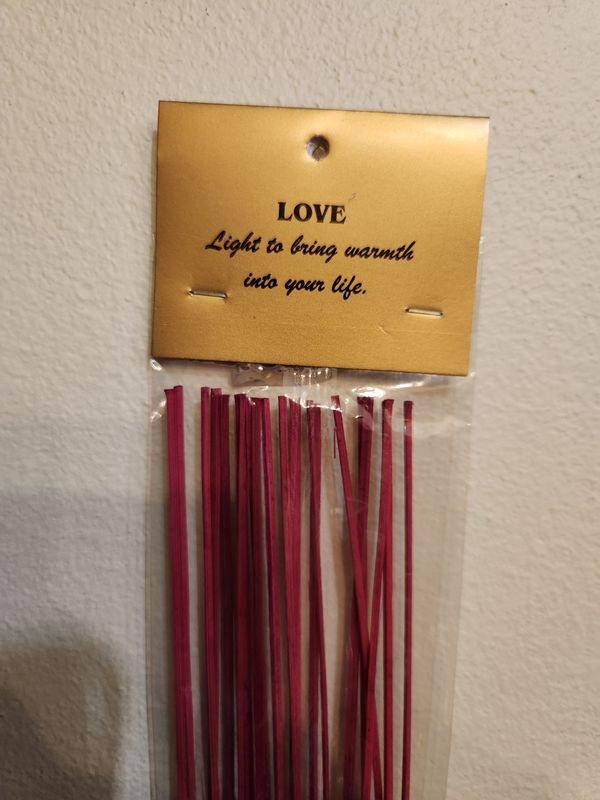 LOVE
Light to bring warmth
into your life.